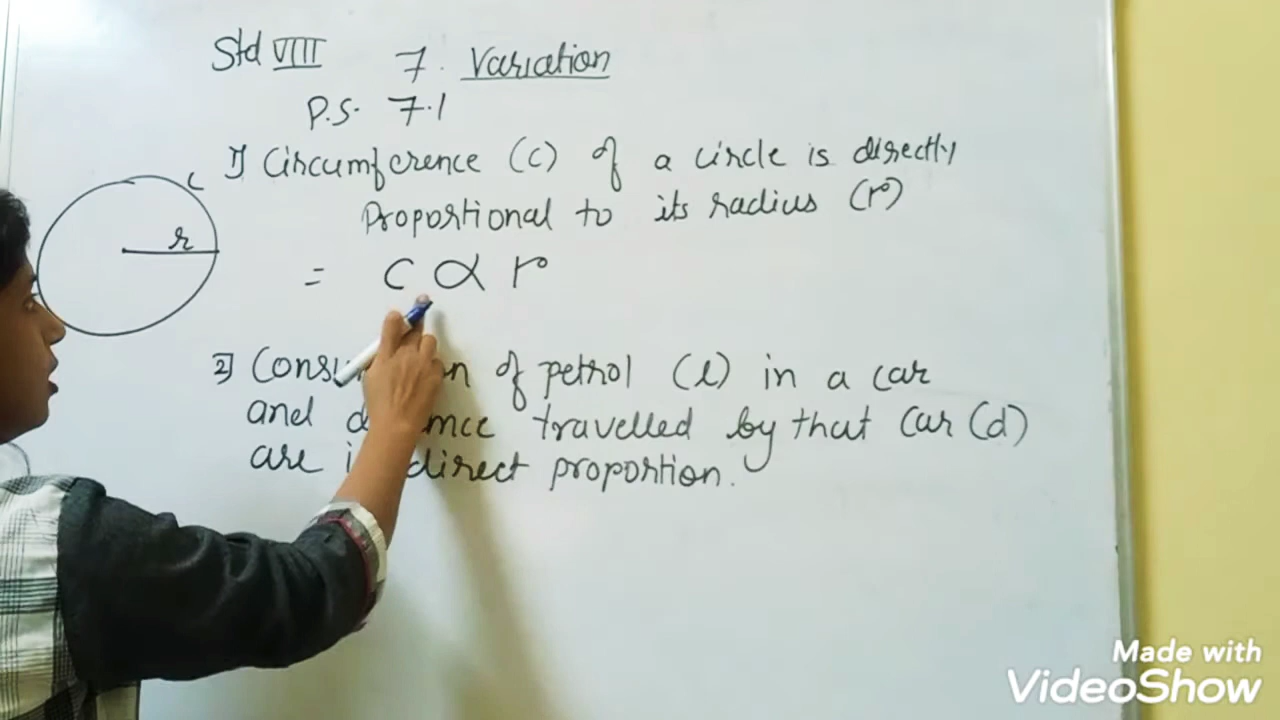 Std VIII 7. Variation
P.S. 7.1
1] Circumference (c) of a circle is directly
Proportional to its radius (r)
= c ∝ r
c
r
2] of petrol (l) in a car
and travelled by that car (d)
are direct proportion.
Made with
VideoShow